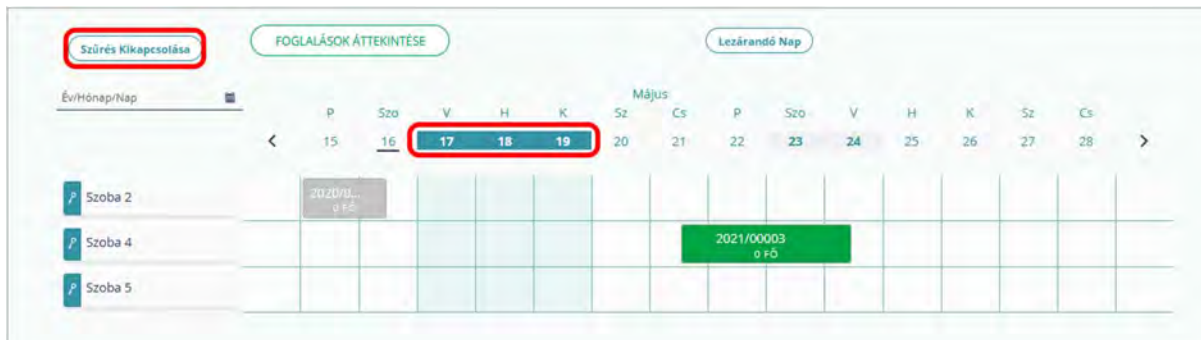 Szűrés Kikapcsolása
FOGLALÁSOK ÁTTEKINTÉSE
Lezárandó Nap
Év/Hónap/Nap
Május
P Szo V H K Sz Cs P Szo V H K Sz Cs
< 15 16 17 18 19 20 21 22 23 24 25 26 27 28 >
Szoba 2
2020/0...
0 FŐ
Szoba 4
2021/00003
0 FŐ
Szoba 5